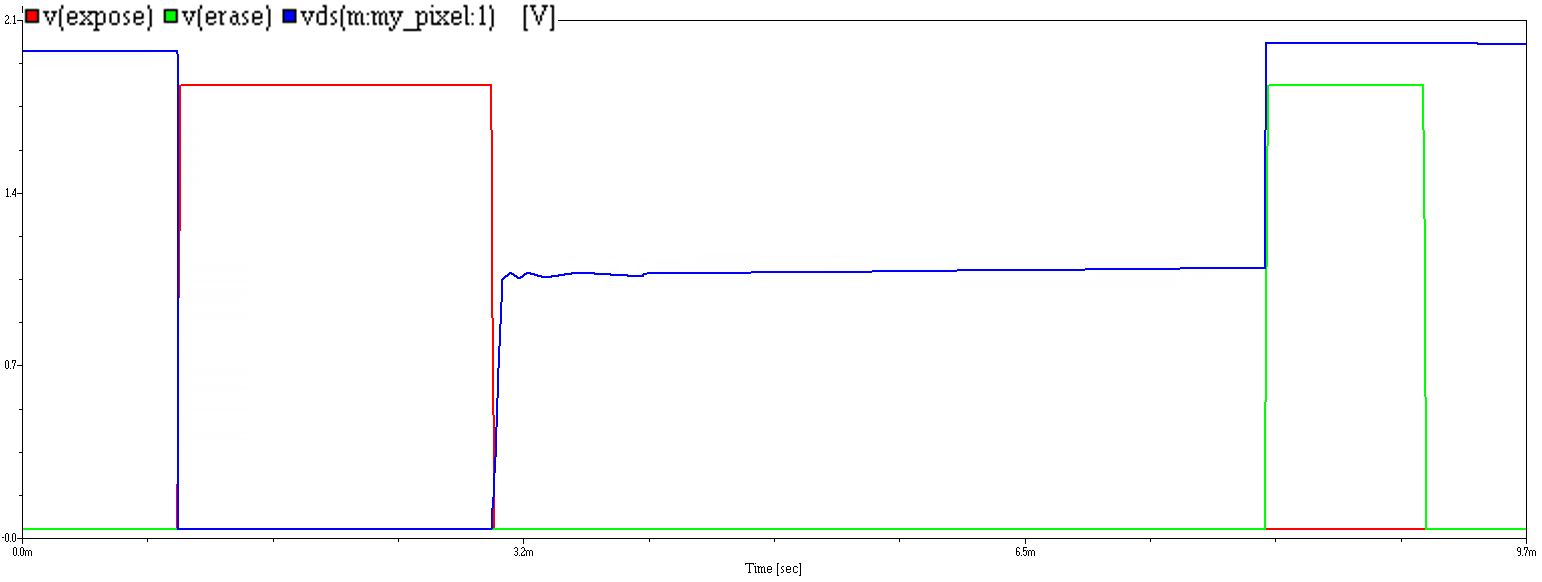 v(expose) v(erase) vds(m:my_pixel:1) [V]
2.1
1.4
0.7
-0.0
0.0m 3.2m 6.5m 9.7m
Time [sec]